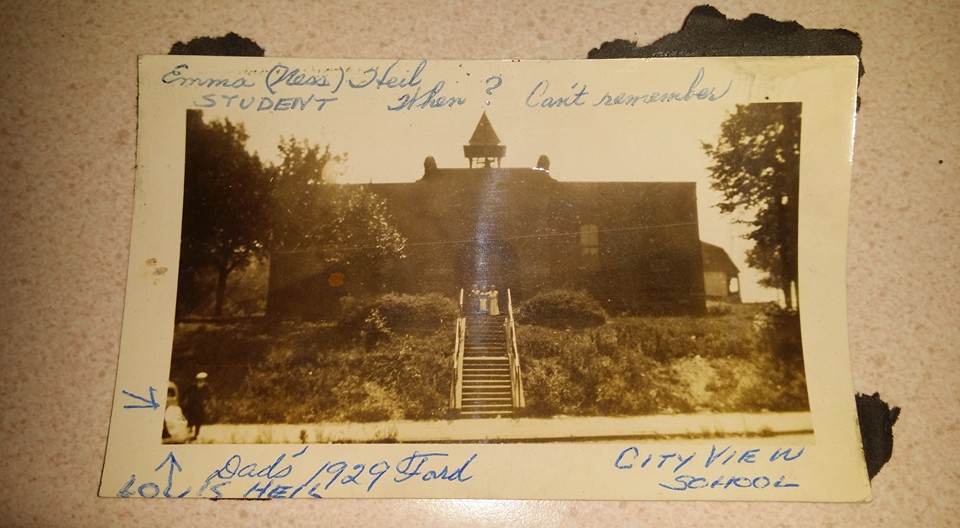 Emma (Ness) Heil When? Can't remember
STUDENT
Dads' 1929 Ford
LOUIS HEIL
CITY VIEW
SCHOOL